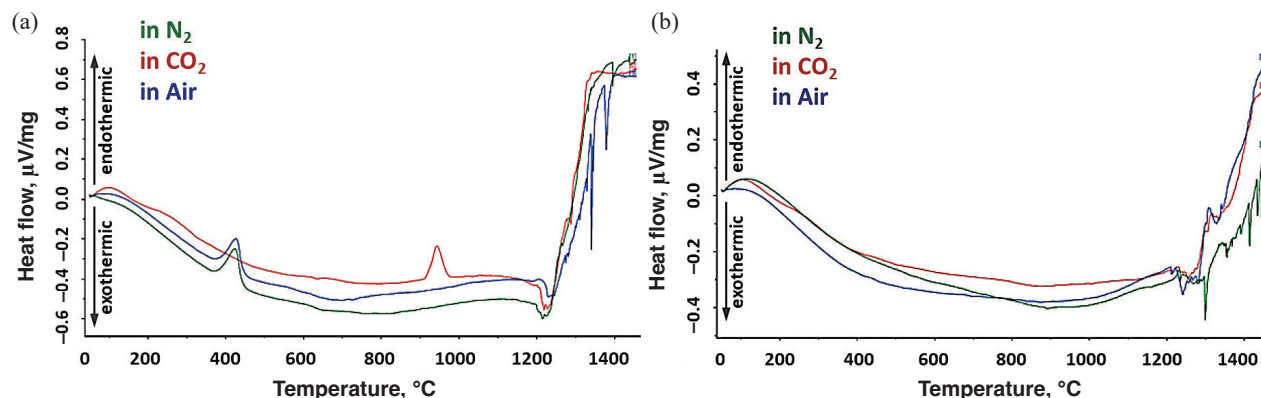 (a)
in N₂
in CO₂
in Air
endothermic
exothermic
Heat flow, µV/mg
0.8
0.6
0.4
0.2
0.0
−0.2
−0.4
−0.6
0 200 400 600 800 1000 1200 1400
Temperature, °C
(b)
in N₂
in CO₂
in Air
endothermic
exothermic
Heat flow, µV/mg
0.4
0.2
0.0
−0.2
−0.4
0 200 400 600 800 1000 1200 1400
Temperature, °C